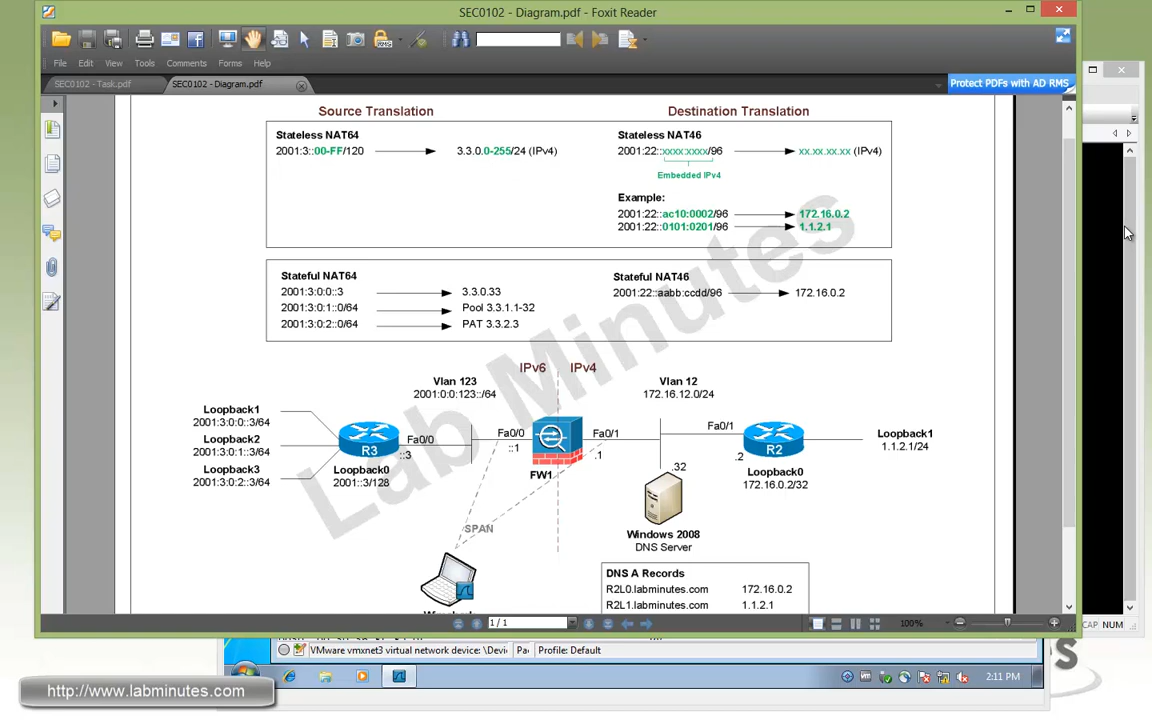 SEC0102 - Diagram.pdf - Foxit Reader
File Edit View Tools Comments Forms Help
SEC0102 - Task.pdf
SEC0102 - Diagram.pdf
Protect PDFs with AD RMS
Source Translation
Destination Translation
Stateless NAT64
2001:3::00-FF/120
3.3.0.0-255/24 (IPv4)
Stateless NAT46
2001:22::xxxx:xxxx/96
xx.xx.xx.xx (IPv4)
Embedded IPv4
Example:
2001:22::ac10:0002/96
172.16.0.2
2001:22::0101:0201/96
1.1.2.1
Stateful NAT64
2001:3:0:0::3
3.3.0.33
2001:3:0:1::0/64
Pool 3.3.1.1-32
2001:3:0:2::0/64
PAT 3.3.2.3
Stateful NAT46
2001:22::aabb:ccdd/96
172.16.0.2
Lab Minutes
IPv6
IPv4
Vlan 123
2001:0:0:123::/64
Vlan 12
172.16.12.0/24
Loopback1
2001:3:0:0::3/64
Loopback2
2001:3:0:1::3/64
Loopback3
2001:3:0:2::3/64
R3
Fa0/0
::3
Loopback0
2001::3/128
Fa0/0
::1
FW1
Fa0/1
.1
Fa0/1
.2
R2
Loopback0
172.16.0.2/32
Loopback1
1.1.2.1/24
.32
Windows 2008
DNS Server
SPAN
DNS A Records
R2L0.labminutes.com 172.16.0.2
R2L1.labminutes.com 1.1.2.1
1 / 1
100%
CAP NUM
VMware vmxnet3 virtual network device: \Devi
Profile: Default
2:11 PM
http://www.labminutes.com